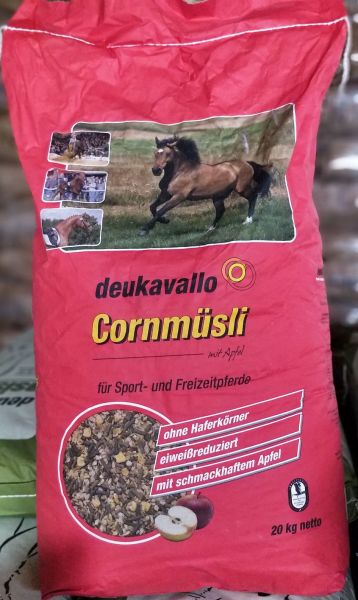 deukavallo
Cornmüsli
mit Apfel
für Sport- und Freizeitpferde
ohne Haferkörner
eiweißreduziert
mit schmackhaftem Apfel
20 kg netto